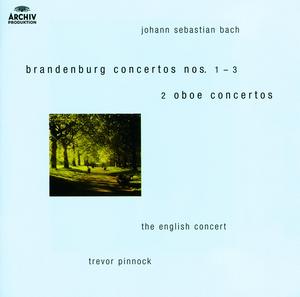 ARCHIV
PRODUKTION
johann sebastian bach
brandenburg concertos nos. 1 – 3
2 oboe concertos
the english concert
trevor pinnock